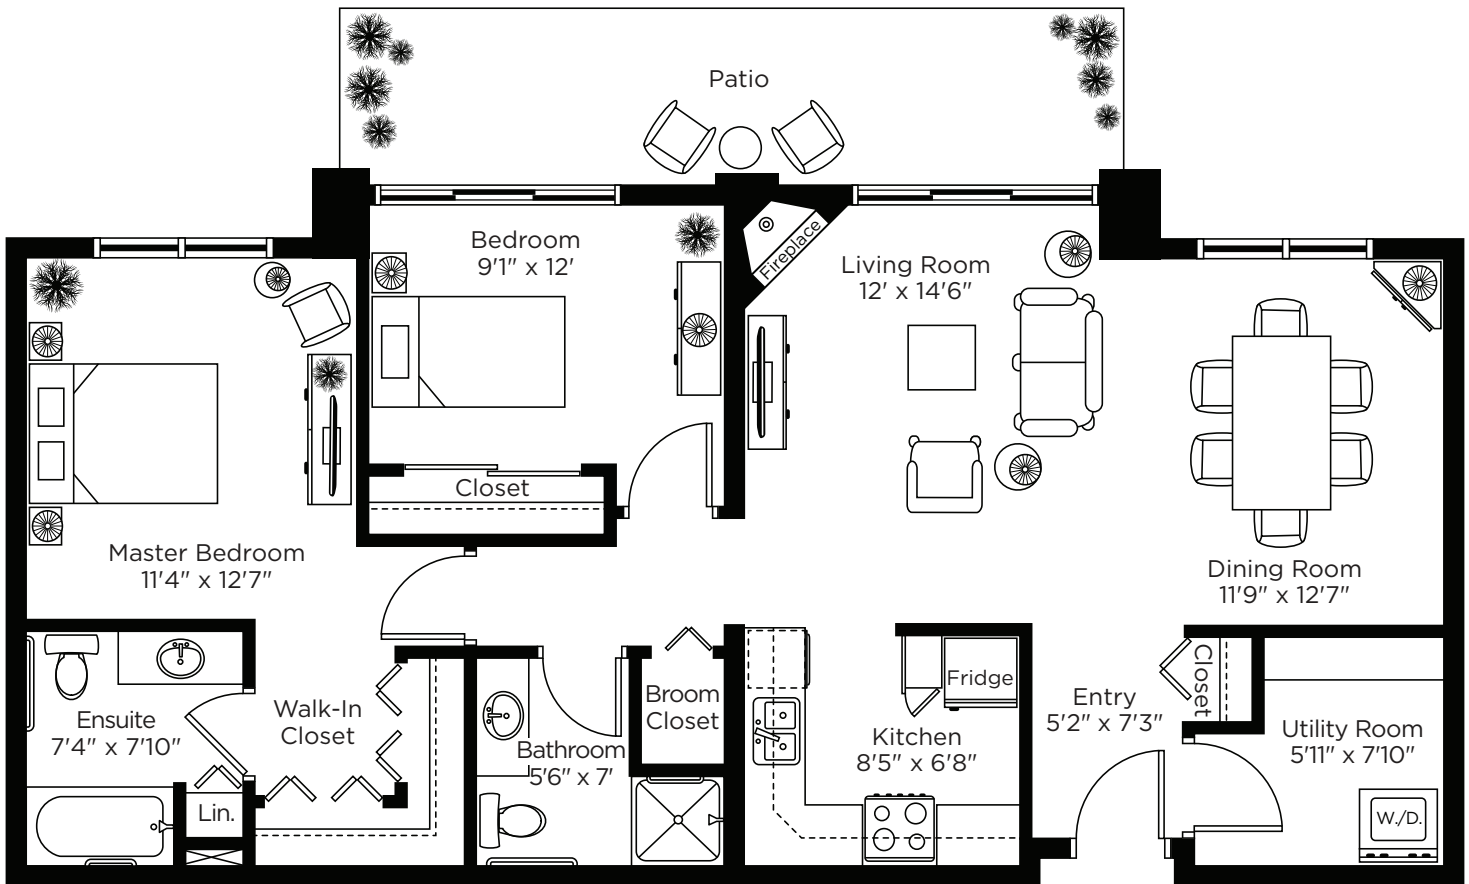 Patio
Bedroom
9'1" x 12'
Fireplace
Living Room
12' x 14'6"
Closet
Master Bedroom
11'4" x 12'7"
Dining Room
11'9" x 12'7"
Ensuite
7'4" x 7'10"
Walk-In
Closet
Lin.
Bathroom
5'6" x 7'
Broom
Closet
Fridge
Kitchen
8'5" x 6'8"
Entry
5'2" x 7'3"
Closet
Utility Room
5'11" x 7'10"
W./D.